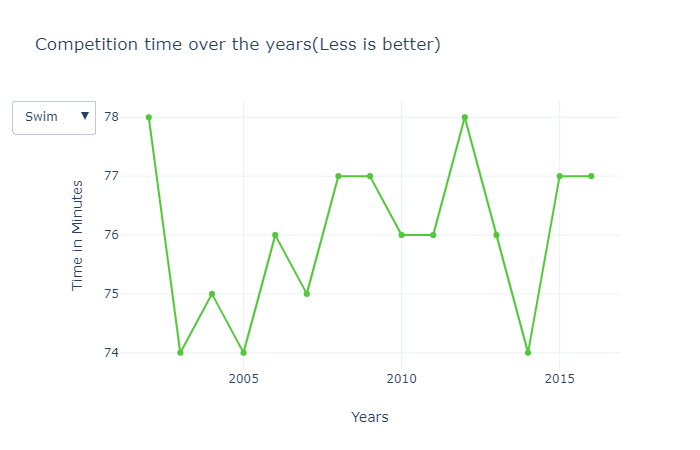 Competition time over the years(Less is better)
Swim ▼
78
77
76
75
74
Time in Minutes
2005 2010 2015
Years